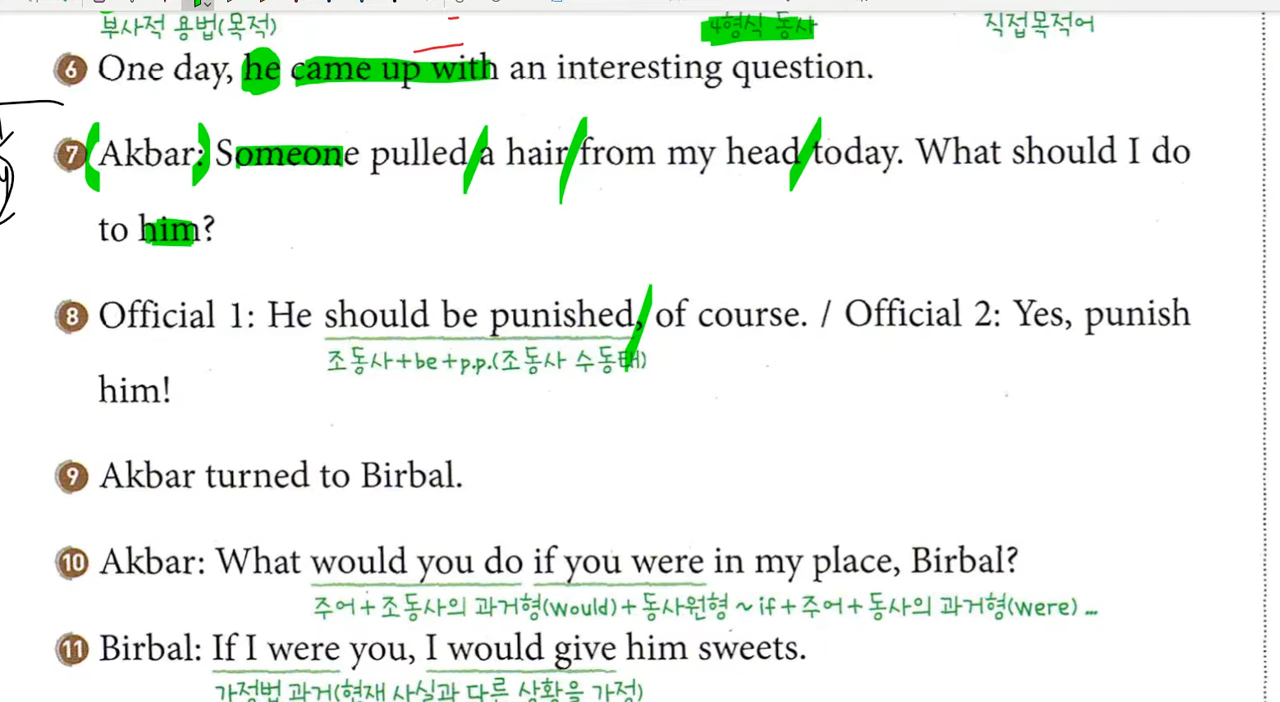 부사적 용법(목적) 4형식 동사 직접목적어
6 One day, he came up with an interesting question.
7 Akbar: Someone pulled a hair from my head today. What should I do
to him?
8 Official 1: He should be punished, of course. / Official 2: Yes, punish
조동사+be+p.p.(조동사 수동태)
him!
9 Akbar turned to Birbal.
10 Akbar: What would you do if you were in my place, Birbal?
주어+조동사의 과거형(would)+동사원형 ~ if+주어+동사의 과거형(were) ...
11 Birbal: If I were you, I would give him sweets.
가정법 과거(현재 사실과 다른 상황을 가정)